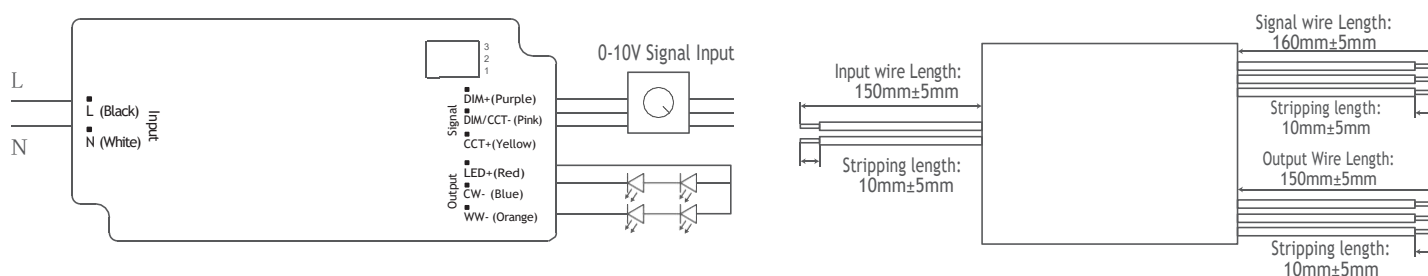 L
N
L (Black)
N (White)
Input
3
2
1
Signal
DIM+(Purple)
DIM/CCT- (Pink)
CCT+(Yellow)
Output
LED+(Red)
CW- (Blue)
WW- (Orange)
0-10V Signal Input
Input wire Length:
150mm±5mm
Stripping length:
10mm±5mm
Signal wire Length:
160mm±5mm
Stripping length:
10mm±5mm
Output Wire Length:
150mm±5mm
Stripping length:
10mm±5mm